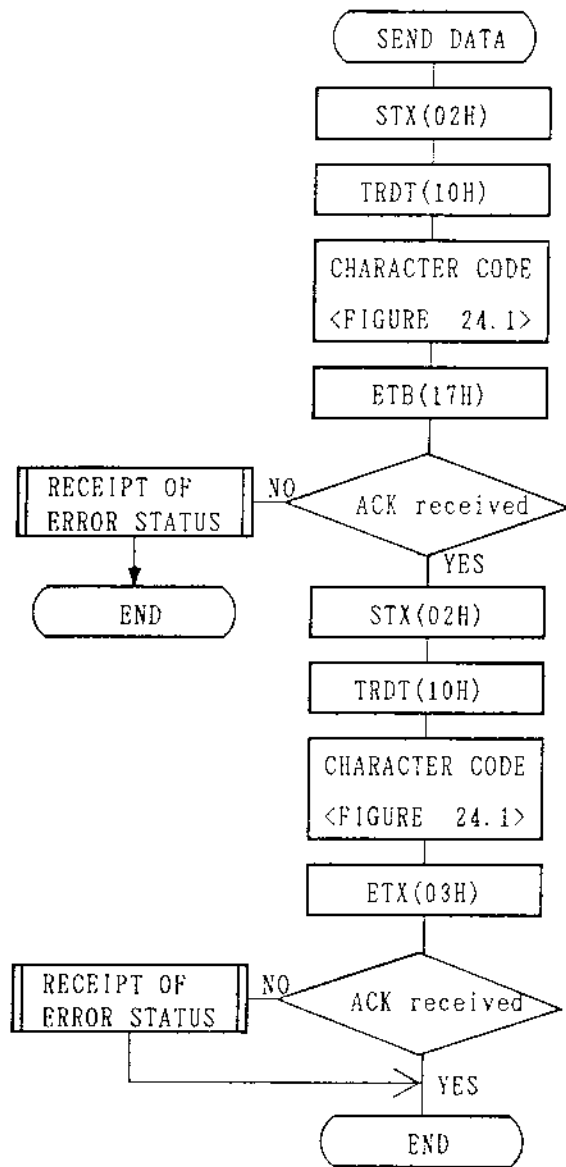 SEND DATA
STX(02H)
TRDT(10H)
CHARACTER CODE
<FIGURE 24.1>
ETB(17H)
ACK received
NO
RECEIPT OF
ERROR STATUS
END
YES
STX(02H)
TRDT(10H)
CHARACTER CODE
<FIGURE 24.1>
ETX(03H)
ACK received
NO
RECEIPT OF
ERROR STATUS
YES
END